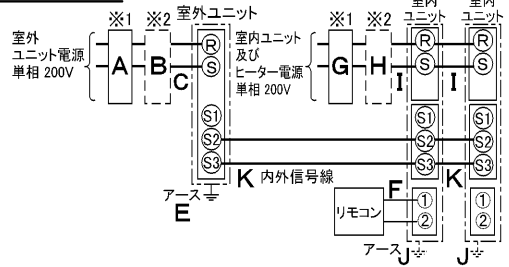 ※1 ※2 室外ユニット
室外
ユニット電源
単相 200V
A B C
R
S
S1
S2
S3
アース
E
※1 ※2
室内ユニット
及び
ヒーター電源
単相 200V
G H I I
室内
ユニット
室内
ユニット
R R
S S
S1 S1
S2 S2
S3 S3
K 内外信号線
F K
リモコン
① ①
② ②
アース J J